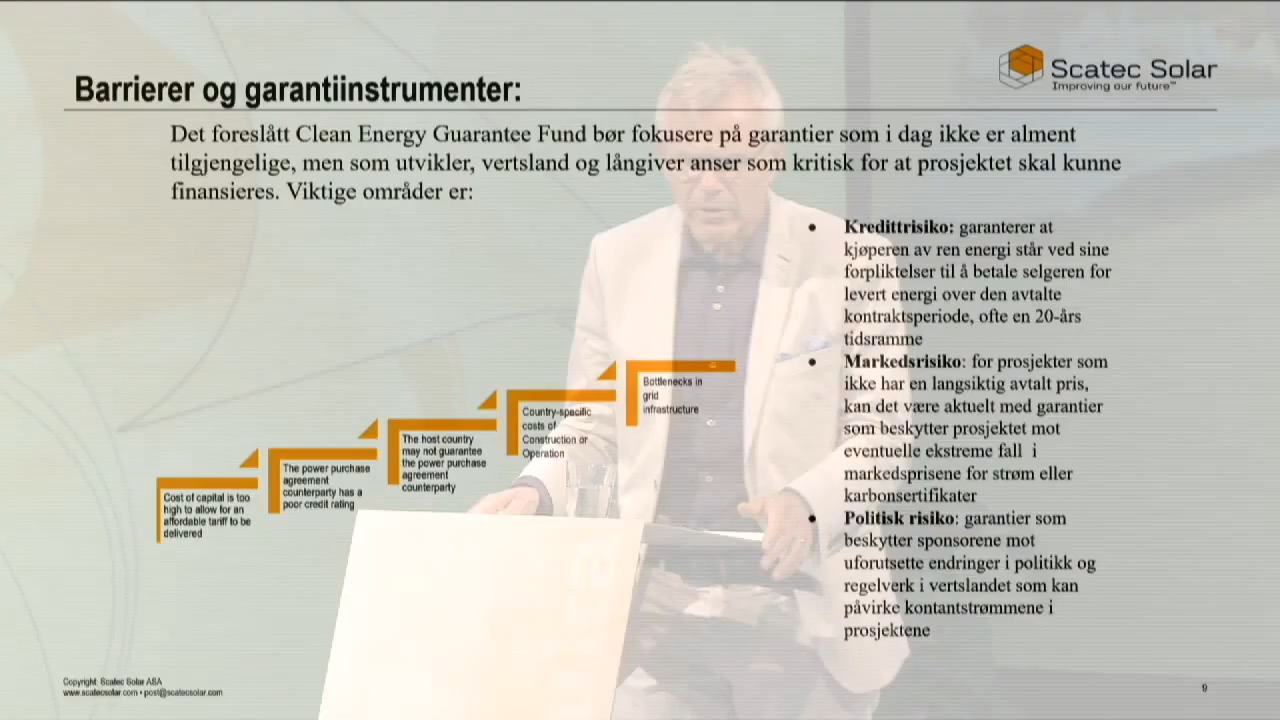 Scatec Solar
Improving our future™
Barrierer og garantiinstrumenter:
Det foreslått Clean Energy Guarantee Fund bør fokusere på garantier som i dag ikke er alment
tilgjengelige, men som utvikler, vertsland og långiver anser som kritisk for at prosjektet skal kunne
finansieres. Viktige områder er:
Cost of capital is too
high to allow for an
affordable tariff to be
delivered
The power purchase
agreement
counterparty has a
poor credit rating
The host country
may not guarantee
the power purchase
agreement
counterparty
Country-specific
costs of
Construction or
Operation
Bottlenecks in
grid
infrastructure
• Kredittrisiko: garanterer at
kjøperen av ren energi står ved sine
forpliktelser til å betale selgeren for
levert energi over den avtalte
kontraktsperiode, ofte en 20-års
tidsramme
• Markedsrisiko: for prosjekter som
ikke har en langsiktig avtalt pris,
kan det være aktuelt med garantier
som beskytter prosjektet mot
eventuelle ekstreme fall i
markedsprisene for strøm eller
karbonsertifikater
• Politisk risiko: garantier som
beskytter sponsorene mot
uforutsette endringer i politikk og
regelverk i vertslandet som kan
påvirke kontantstrømmene i
prosjektene
Copyright: Scatec Solar ASA
www.scatecsolar.com • post@scatecsolar.com
9